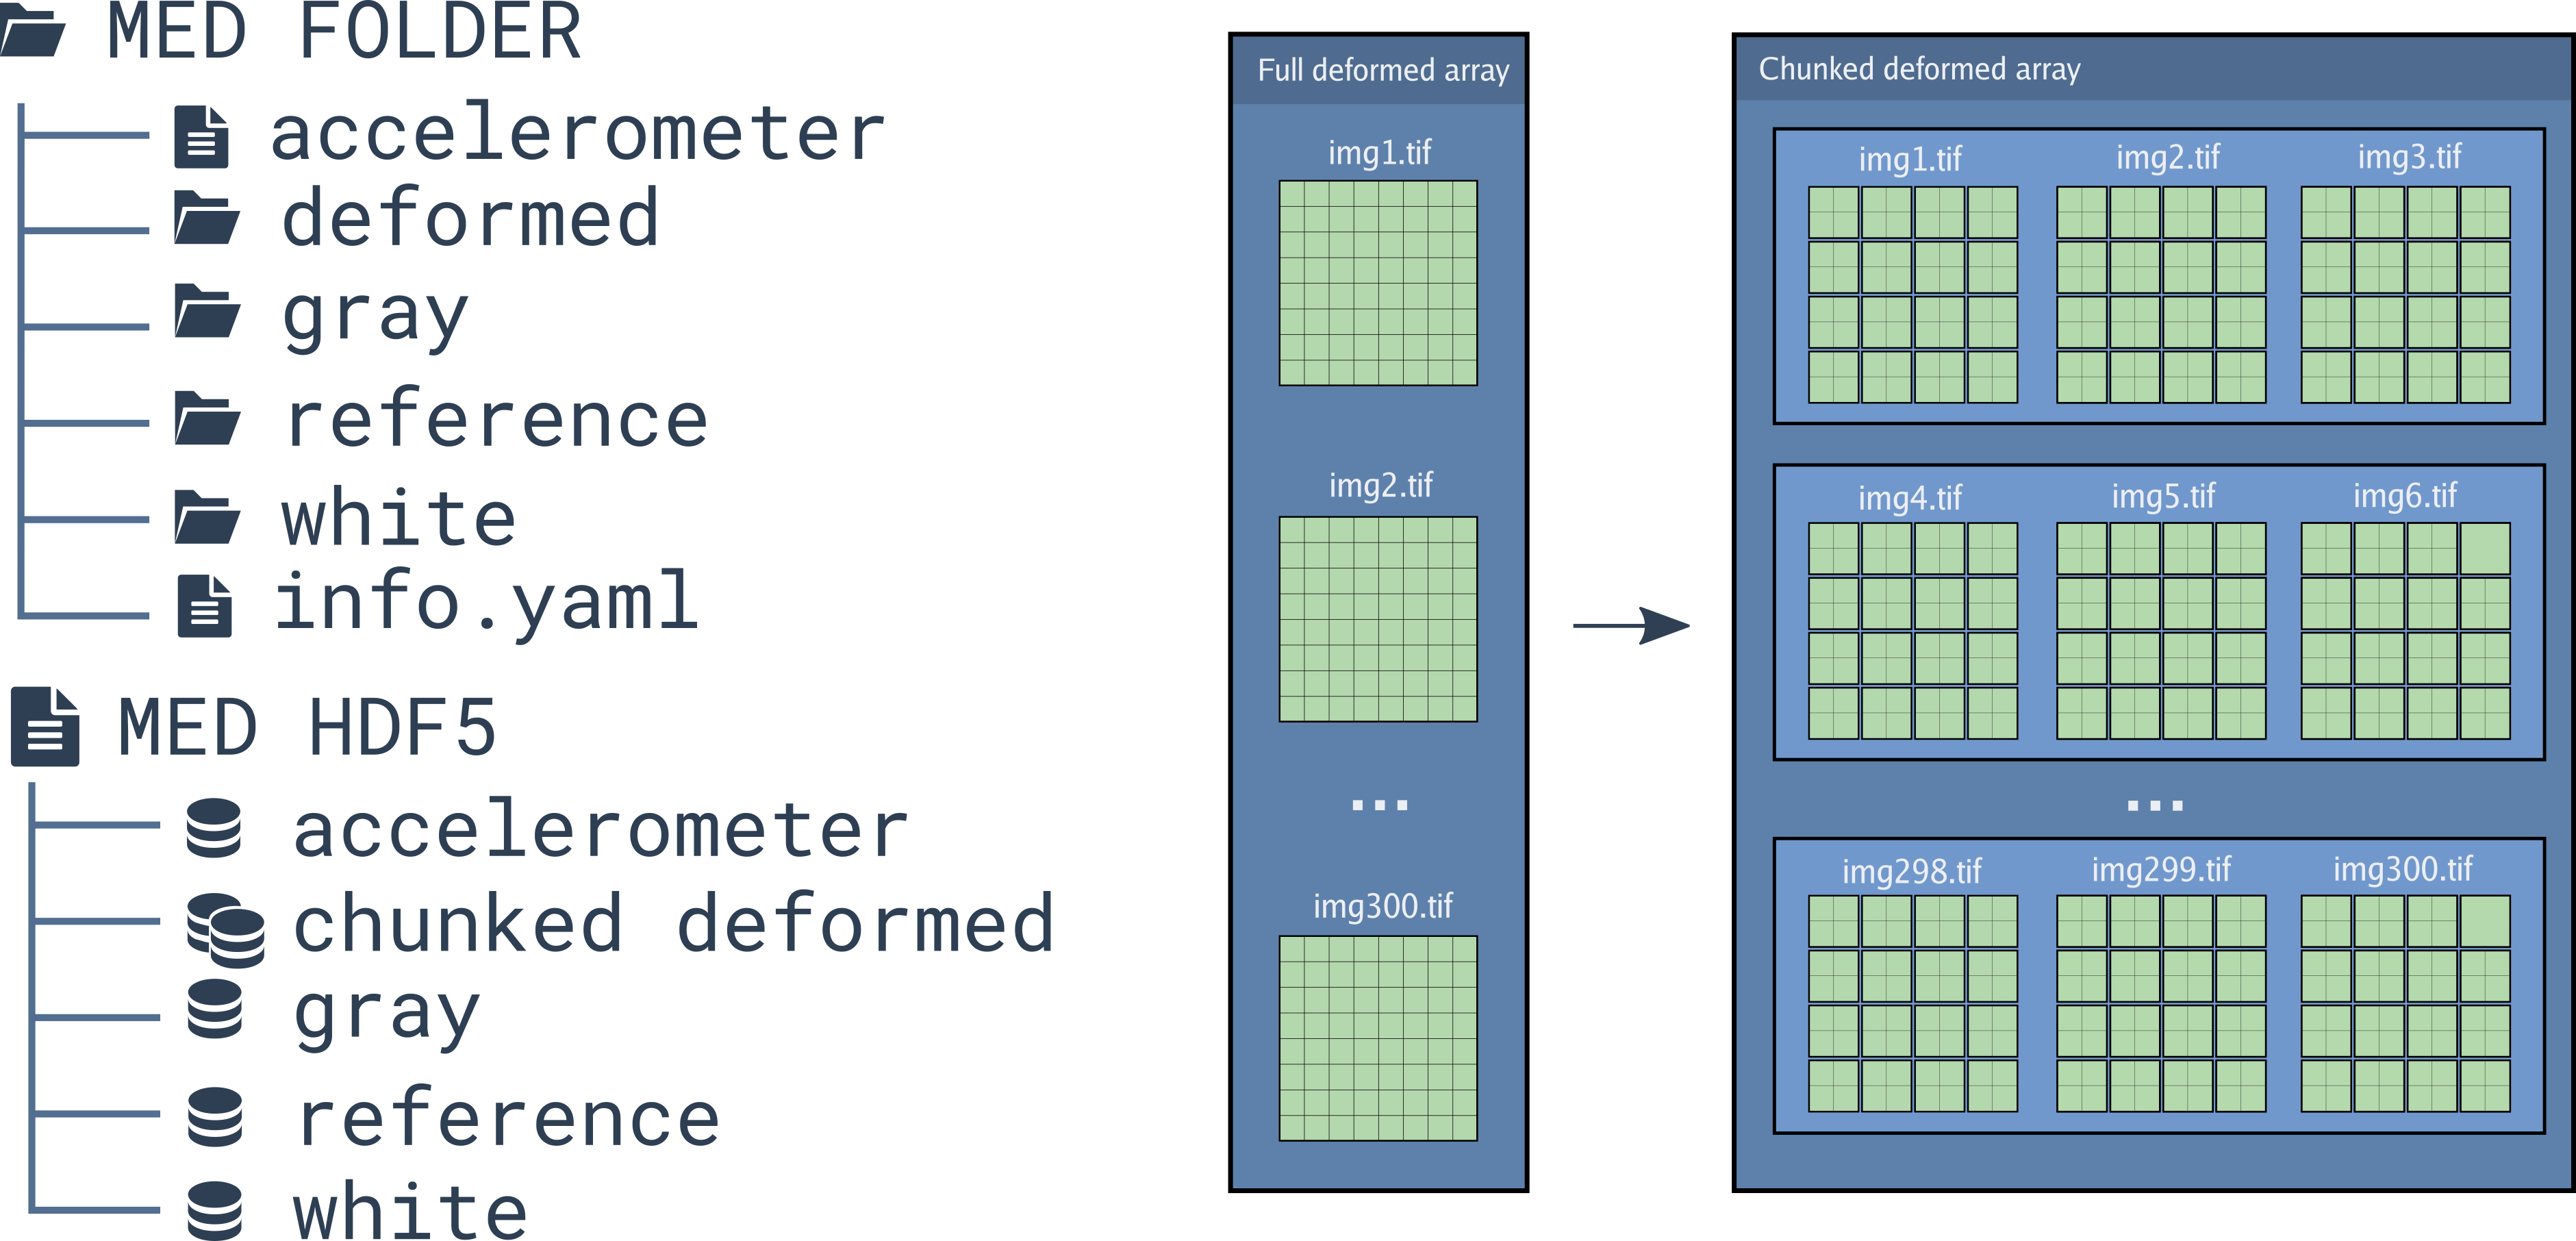 MED FOLDER
accelerometer
deformed
gray
reference
white
info.yaml
MED HDF5
accelerometer
chunked deformed
gray
reference
white
Full deformed array
img1.tif
img2.tif
...
img300.tif
Chunked deformed array
img1.tif img2.tif img3.tif
img4.tif img5.tif img6.tif
...
img298.tif img299.tif img300.tif